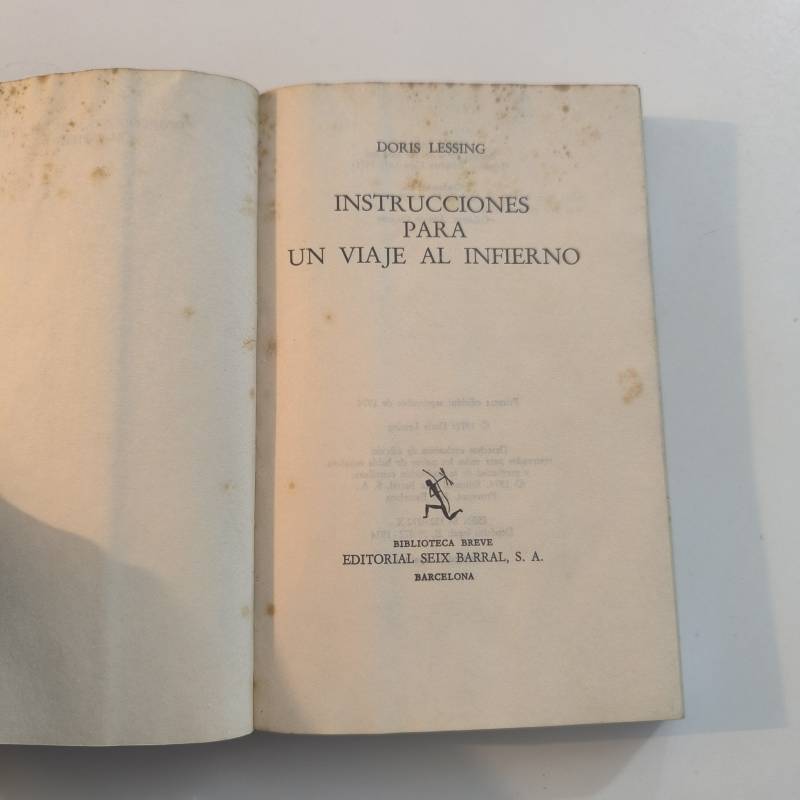 DORIS LESSING
INSTRUCCIONES
PARA
UN VIAJE AL INFIERNO
BIBLIOTECA BREVE
EDITORIAL SEIX BARRAL, S. A.
BARCELONA